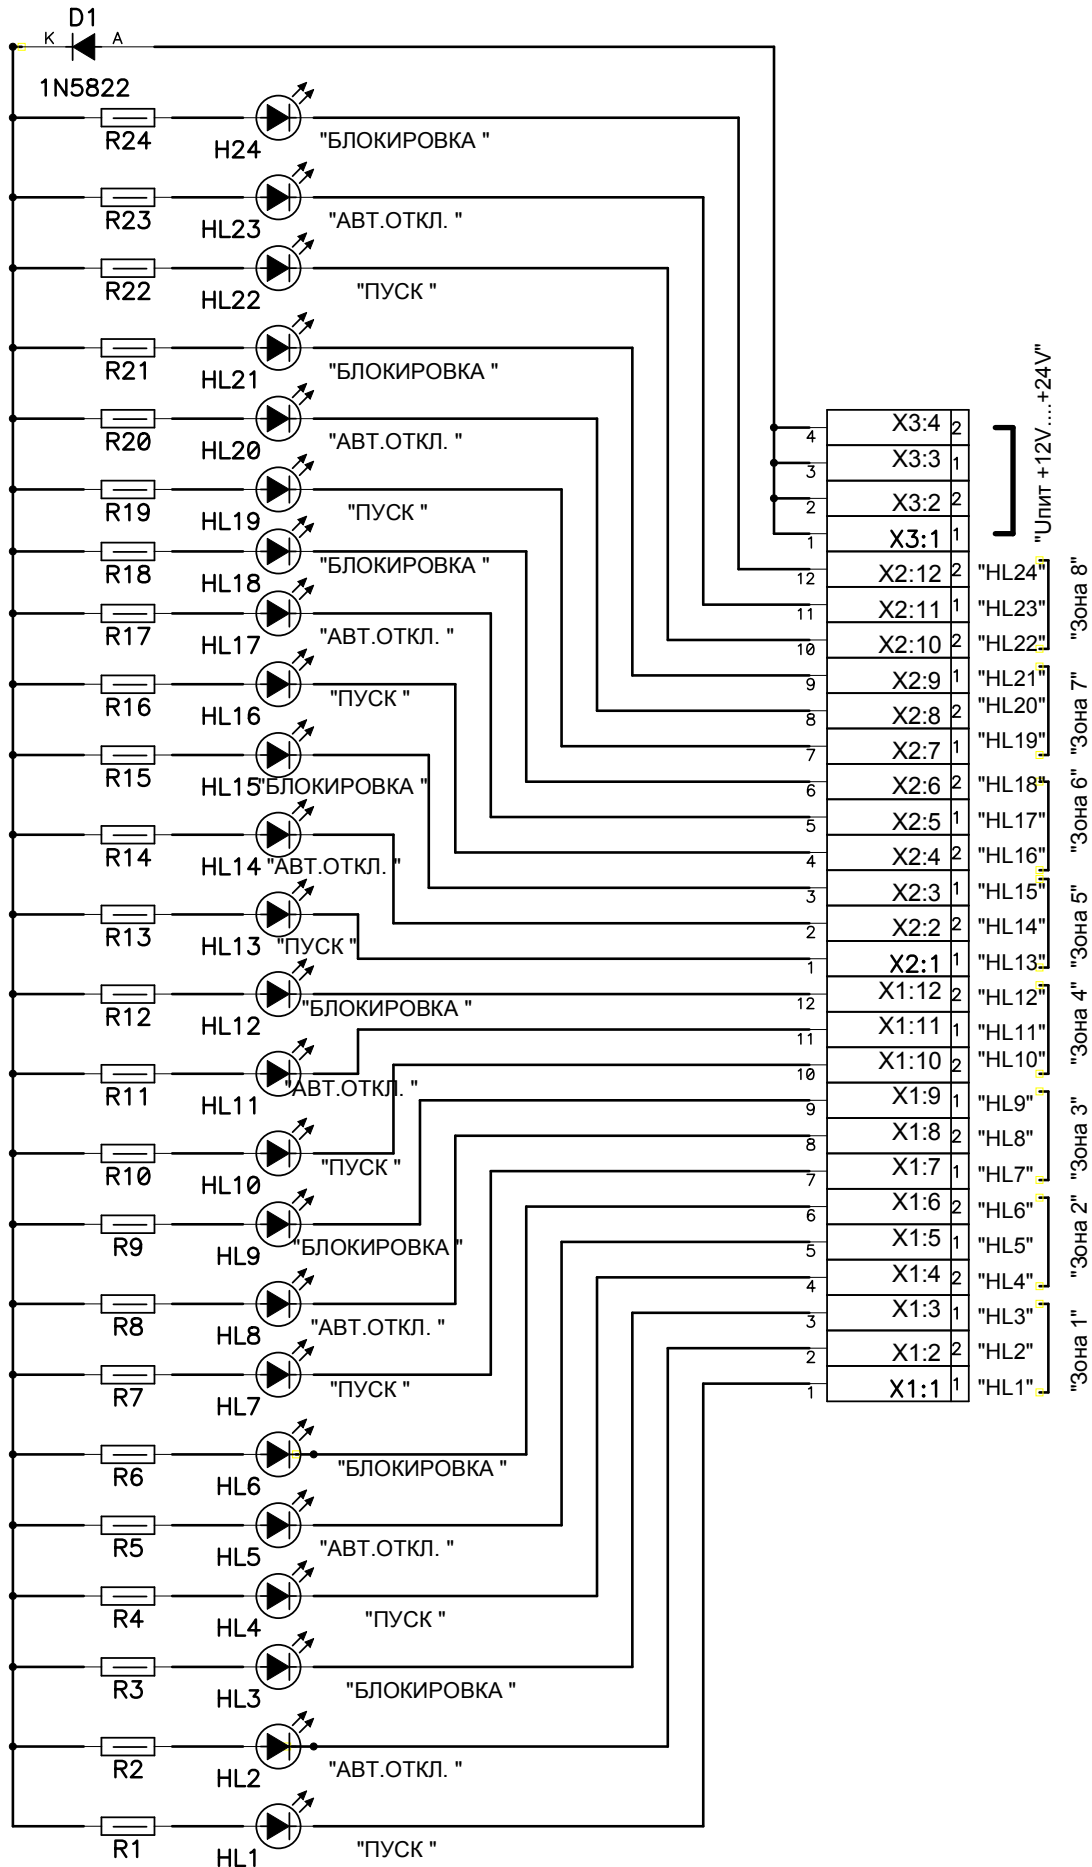 D1
K A
1N5822
R24 H24 "БЛОКИРОВКА "
R23 HL23 "АВТ.ОТКЛ. "
R22 HL22 "ПУСК "
R21 HL21 "БЛОКИРОВКА "
R20 HL20 "АВТ.ОТКЛ. "
R19 HL19 "ПУСК "
R18 HL18 "БЛОКИРОВКА "
R17 HL17 "АВТ.ОТКЛ. "
R16 HL16 "ПУСК "
R15 HL15 "БЛОКИРОВКА "
R14 HL14 "АВТ.ОТКЛ. "
R13 HL13 "ПУСК "
R12 HL12 "БЛОКИРОВКА "
R11 HL11 "АВТ.ОТКЛ. "
R10 HL10 "ПУСК "
R9 HL9 "БЛОКИРОВКА "
R8 HL8 "АВТ.ОТКЛ. "
R7 HL7 "ПУСК "
R6 HL6 "БЛОКИРОВКА "
R5 HL5 "АВТ.ОТКЛ. "
R4 HL4 "ПУСК "
R3 HL3 "БЛОКИРОВКА "
R2 HL2 "АВТ.ОТКЛ. "
R1 HL1 "ПУСК "
4 X3:4 2
3 X3:3 1
2 X3:2 2
1 X3:1 1
"Uпит +12V....+24V"
12 X2:12 2 "HL24"
11 X2:11 1 "HL23"
10 X2:10 2 "HL22"
"Зона 8"
9 X2:9 1 "HL21"
8 X2:8 2 "HL20"
7 X2:7 1 "HL19"
"Зона 7"
6 X2:6 2 "HL18"
5 X2:5 1 "HL17"
4 X2:4 2 "HL16"
"Зона 6"
3 X2:3 1 "HL15"
2 X2:2 2 "HL14"
1 X2:1 1 "HL13"
"Зона 5"
12 X1:12 2 "HL12"
11 X1:11 1 "HL11"
10 X1:10 2 "HL10"
"Зона 4"
9 X1:9 1 "HL9"
8 X1:8 2 "HL8"
7 X1:7 1 "HL7"
"Зона 3"
6 X1:6 2 "HL6"
5 X1:5 1 "HL5"
4 X1:4 2 "HL4"
"Зона 2"
3 X1:3 1 "HL3"
2 X1:2 2 "HL2"
1 X1:1 1 "HL1"
"Зона 1"